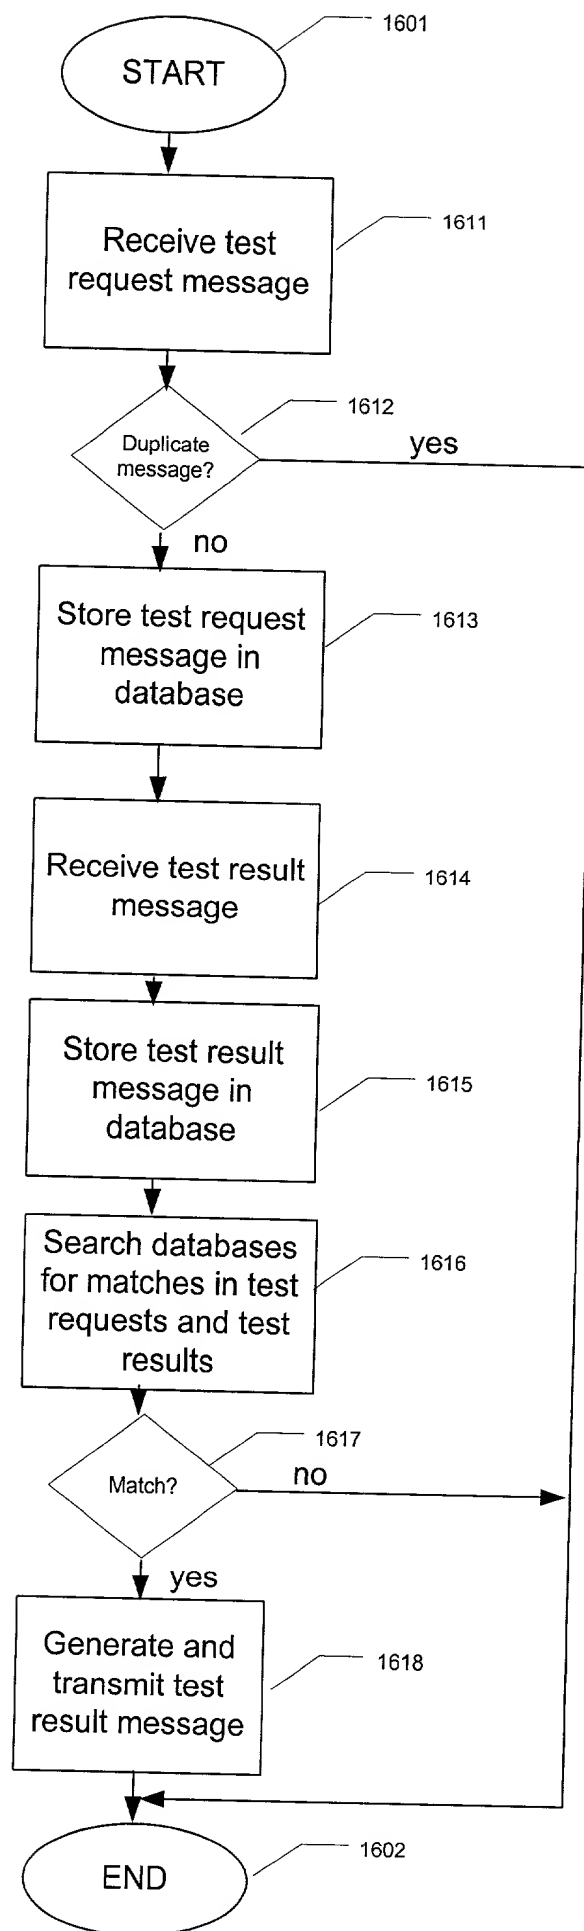 1601
START
1611
Receive test
request message
1612
yes
Duplicate
message?
no
Store test request
message in
database
1613
Receive test result
message
1614
Store test result
message in
database
1615
Search databases
for matches in test
requests and test
results
1616
1617
Match?
no
yes
Generate and
transmit test
result message
1618
1602
END